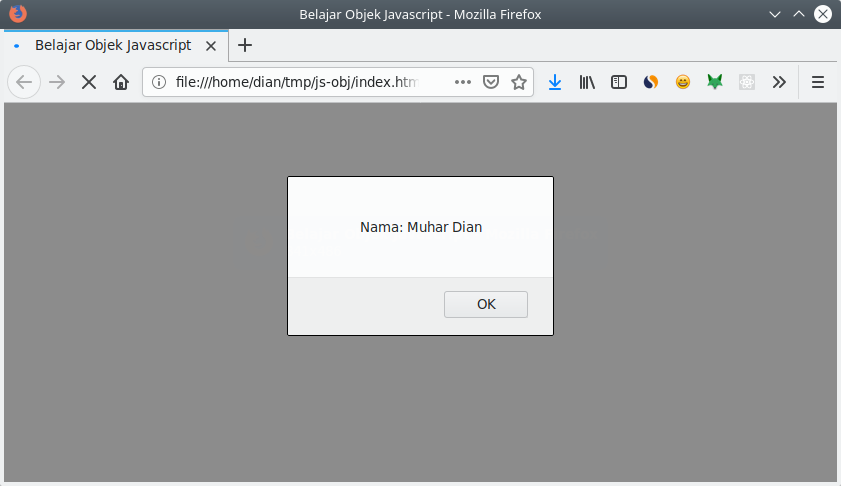 Belajar Objek Javascript - Mozilla Firefox
Belajar Objek Javascript
file:///home/dian/tmp/js-obj/index.htm
Nama: Muhar Dian
OK